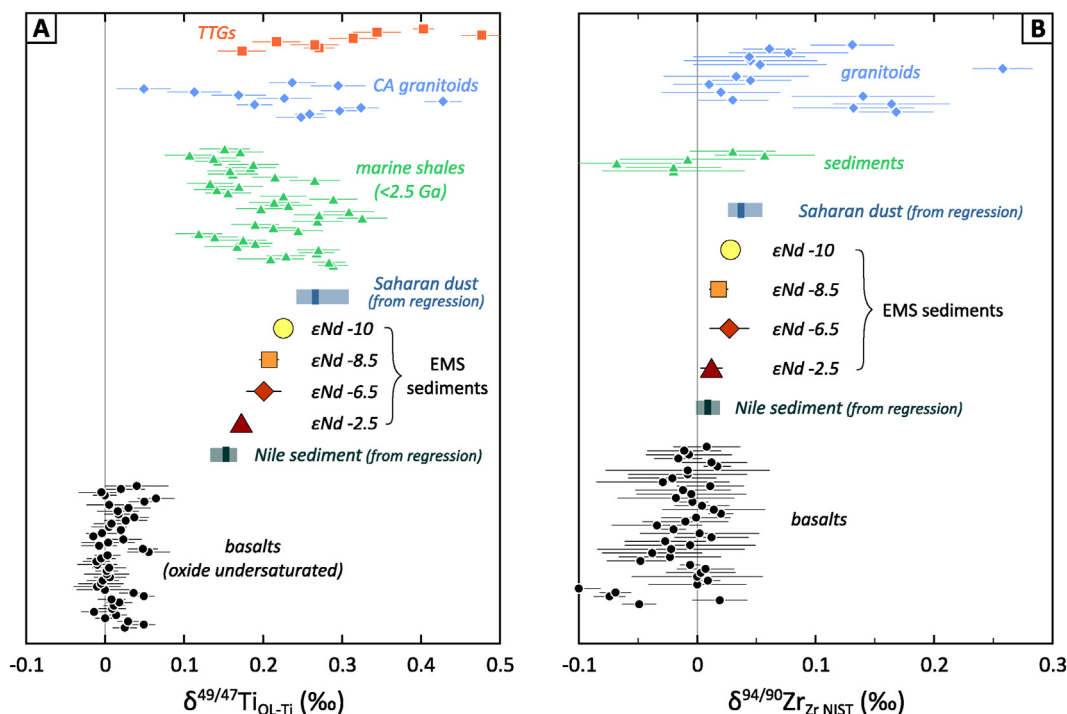 A
TTGs
CA granitoids
marine shales
(<2.5 Ga)
Saharan dust
(from regression)
εNd -10
εNd -8.5
εNd -6.5
εNd -2.5
EMS
sediments
Nile sediment (from regression)
basalts
(oxide undersaturated)
-0.1 0 0.1 0.2 0.3 0.4 0.5
δ49/47TiOL-Ti (‰)
B
granitoids
sediments
Saharan dust (from regression)
εNd -10
εNd -8.5
εNd -6.5
εNd -2.5
EMS sediments
Nile sediment (from regression)
basalts
-0.1 0 0.1 0.2 0.3
δ94/90ZrZr NIST (‰)